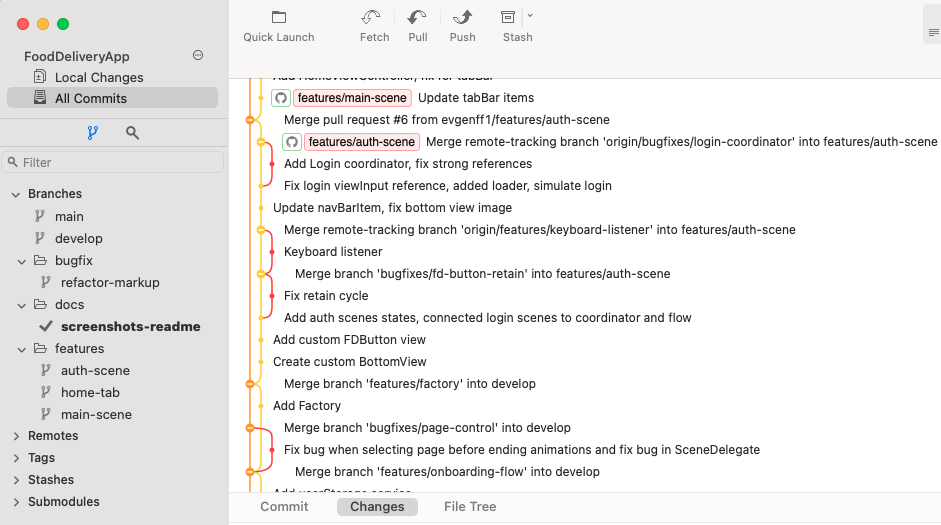 Quick Launch
Fetch
Pull
Push
Stash
FoodDeliveryApp
Local Changes
All Commits
Filter
Branches
main
develop
bugfix
refactor-markup
docs
screenshots-readme
features
auth-scene
home-tab
main-scene
Remotes
Tags
Stashes
Submodules
Add HomeViewController, fix for tabBar
features/main-scene Update tabBar items
Merge pull request #6 from evgenff1/features/auth-scene
features/auth-scene Merge remote-tracking branch 'origin/bugfixes/login-coordinator' into features/auth-scene
Add Login coordinator, fix strong references
Fix login viewInput reference, added loader, simulate login
Update navBarItem, fix bottom view image
Merge remote-tracking branch 'origin/features/keyboard-listener' into features/auth-scene
Keyboard listener
Merge branch 'bugfixes/fd-button-retain' into features/auth-scene
Fix retain cycle
Add auth scenes states, connected login scenes to coordinator and flow
Add custom FDButton view
Create custom BottomView
Merge branch 'features/factory' into develop
Add Factory
Merge branch 'bugfixes/page-control' into develop
Fix bug when selecting page before ending animations and fix bug in SceneDelegate
Merge branch 'features/onboarding-flow' into develop
Add userStorage service
Commit
Changes
File Tree